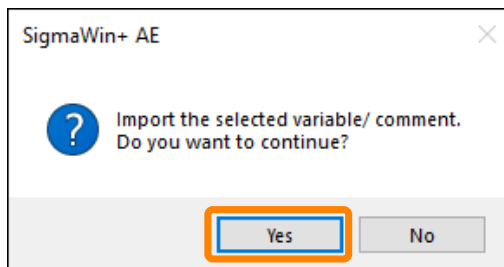 SigmaWin+ AE
Import the selected variable/ comment.
Do you want to continue?
Yes
No